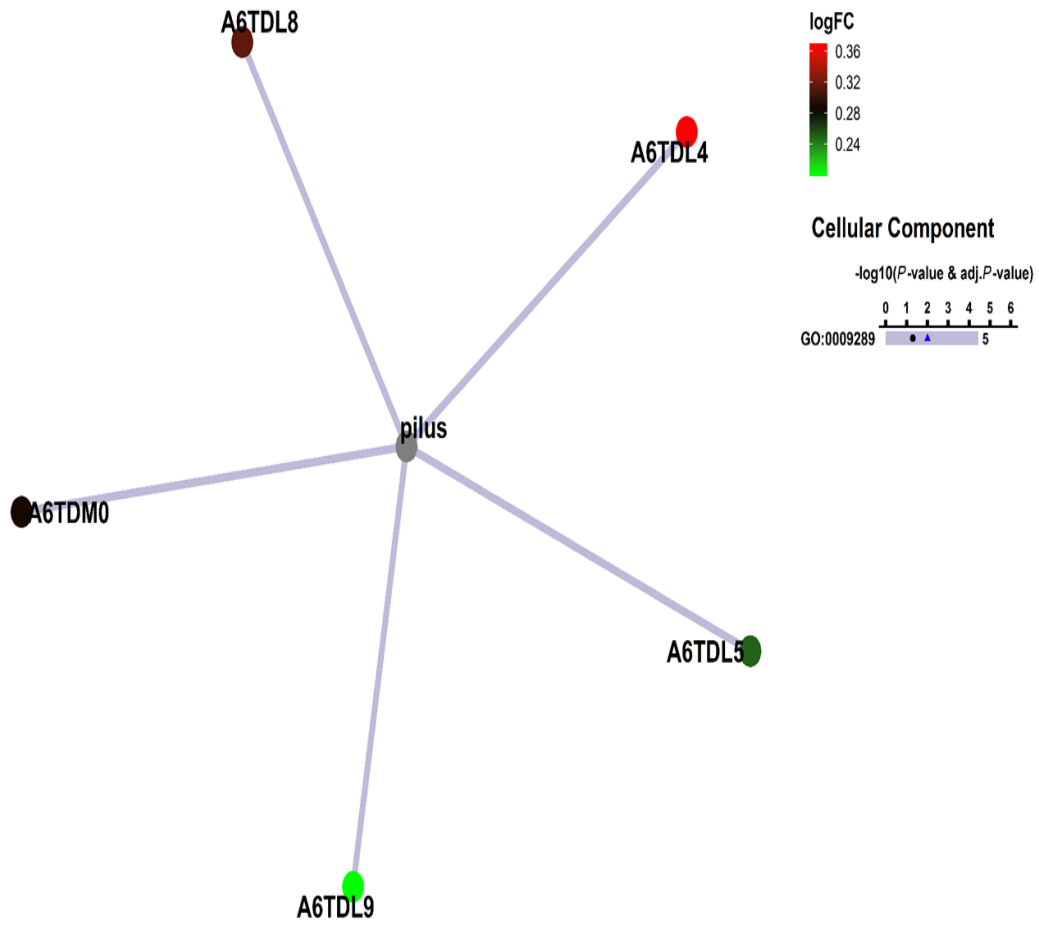 A6TDL8
A6TDL4
pilus
A6TDM0
A6TDL5
A6TDL9
logFC
0.36
0.32
0.28
0.24
Cellular Component
-log10(P-value & adj.P-value)
0 1 2 3 4 5 6
GO:0009289 5